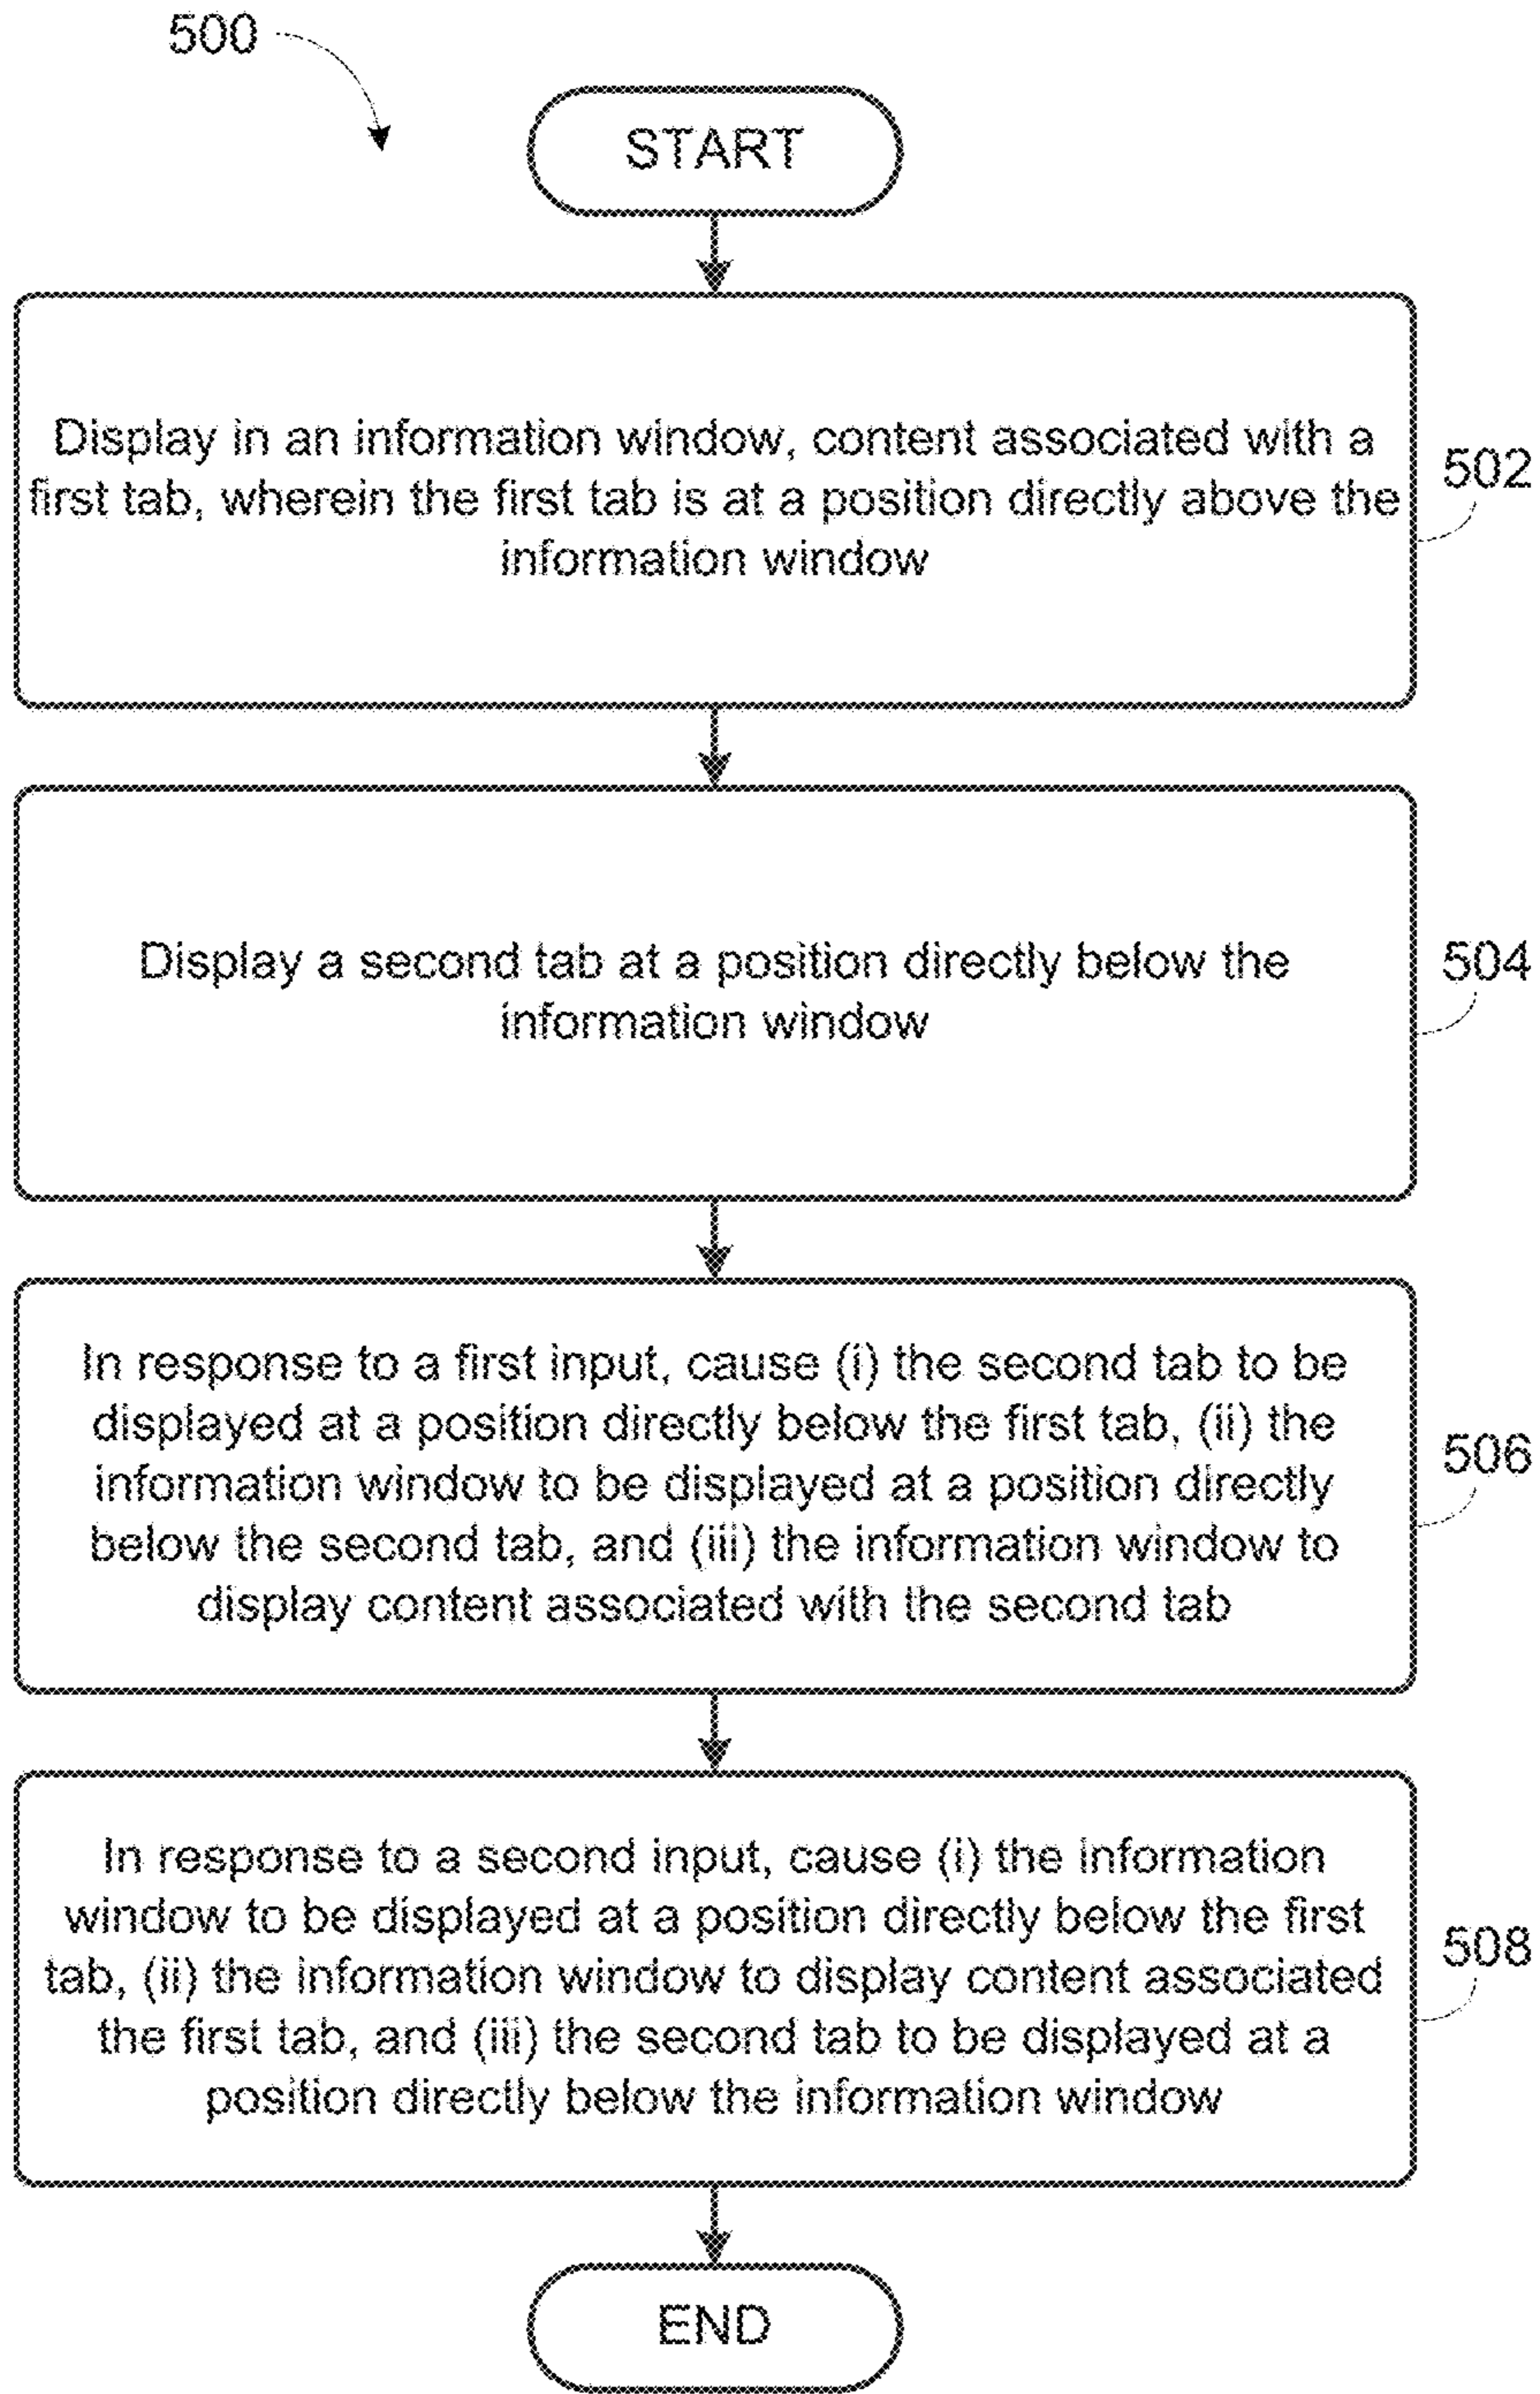 500
START
Display in an information window, content associated with a
first tab, wherein the first tab is at a position directly above the
information window
502
Display a second tab at a position directly below the
information window
504
In response to a first input, cause (i) the second tab to be
displayed at a position directly below the first tab, (ii) the
information window to be displayed at a position directly
below the second tab, and (iii) the information window to
display content associated with the second tab
506
In response to a second input, cause (i) the information
window to be displayed at a position directly below the first
tab, (ii) the information window to display content associated
the first tab, and (iii) the second tab to be displayed at a
position directly below the information window
508
END